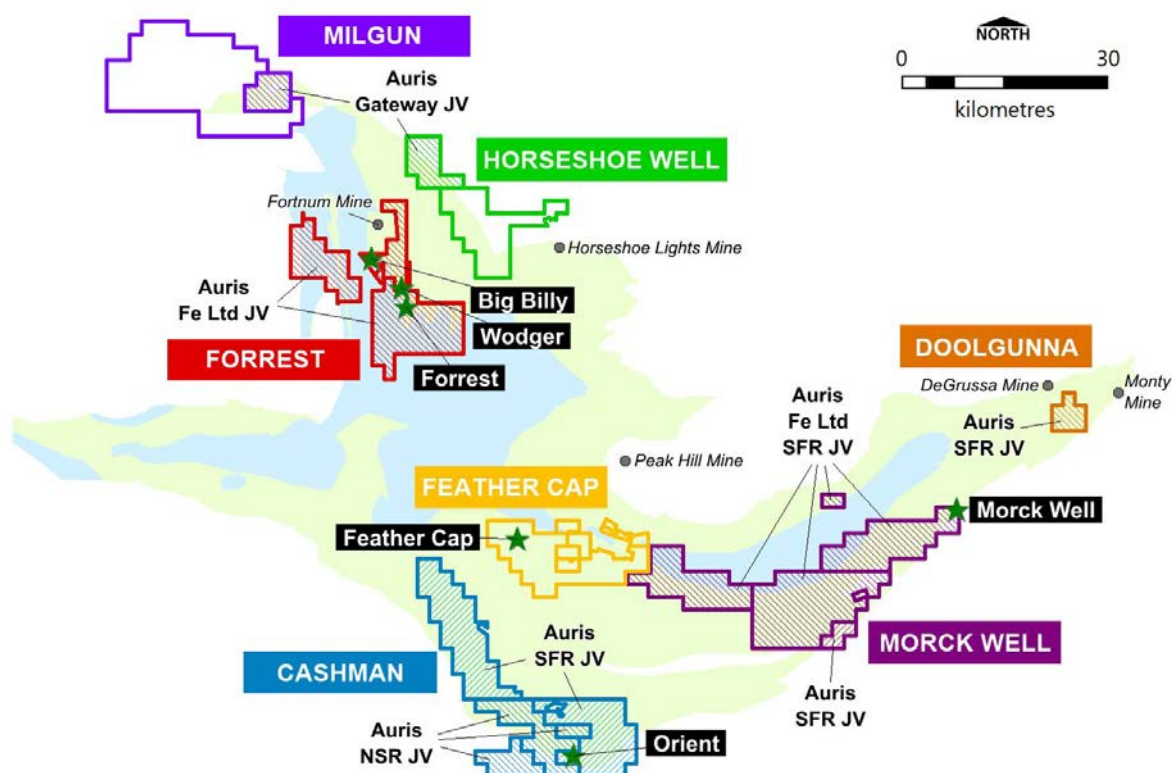 MILGUN
NORTH
0 30
kilometres
Auris
Gateway JV
HORSESHOE WELL
Fortnum Mine
Horseshoe Lights Mine
Auris
Fe Ltd JV
Big Billy
Wodger
FORREST
Forrest
DOOLGUNNA
DeGrussa Mine
Monty
Mine
Auris
Fe Ltd
SFR JV
Auris
SFR JV
Peak Hill Mine
FEATHER CAP
Morck Well
Feather Cap
Auris
SFR JV
MORCK WELL
CASHMAN
Auris
SFR JV
Auris
NSR JV
Orient